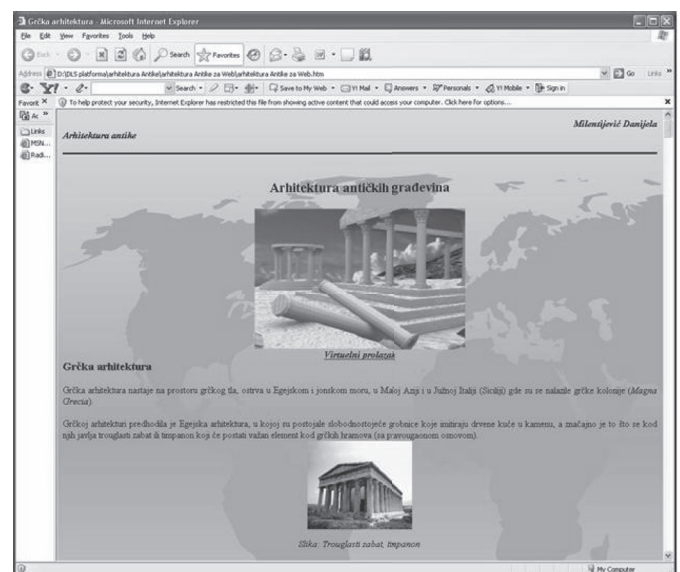 Grčka arhitektura - Microsoft Internet Explorer
File Edit View Favorites Tools Help
Back Search Favorites
Address D:\DLS platforma\arhitektura Antike\arhitektura Antike za Web\arhitektura Antike za Web.htm Go Links
Search Save to My Web Y! Mail Answers Personals Y! Mobile Sign in
Favorit To help protect your security, Internet Explorer has restricted this file from showing active content that could access your computer. Click here for options...
Links
MSN...
Radi...
Milentijević Danijela
Arhitektura antike
Arhitektura antičkih građevina
Virtuelni prolazak
Grčka arhitektura
Grčka arhitektura nastaje na prostoru grčkog tla, ostrva u Egejskom i jonskom moru, u Maloj Aziji i u Južnoj Italiji (Siciliji) gde su se nalazile grčke kolonije (Magna
Grecia).
Grčkoj arhitekturi predhodila je Egejska arhitektura, u kojoj su postojale slobodnostojeće grobnice koje imitiraju drvene kuće u kamenu, a značajno je to što se kod
njih javlja trouglasti zabat ili timpanon koji će postati važan element kod grčkih hramova (sa pravougaonom osnovom).
Slika: Trouglasti zabat, timpanon
My Computer